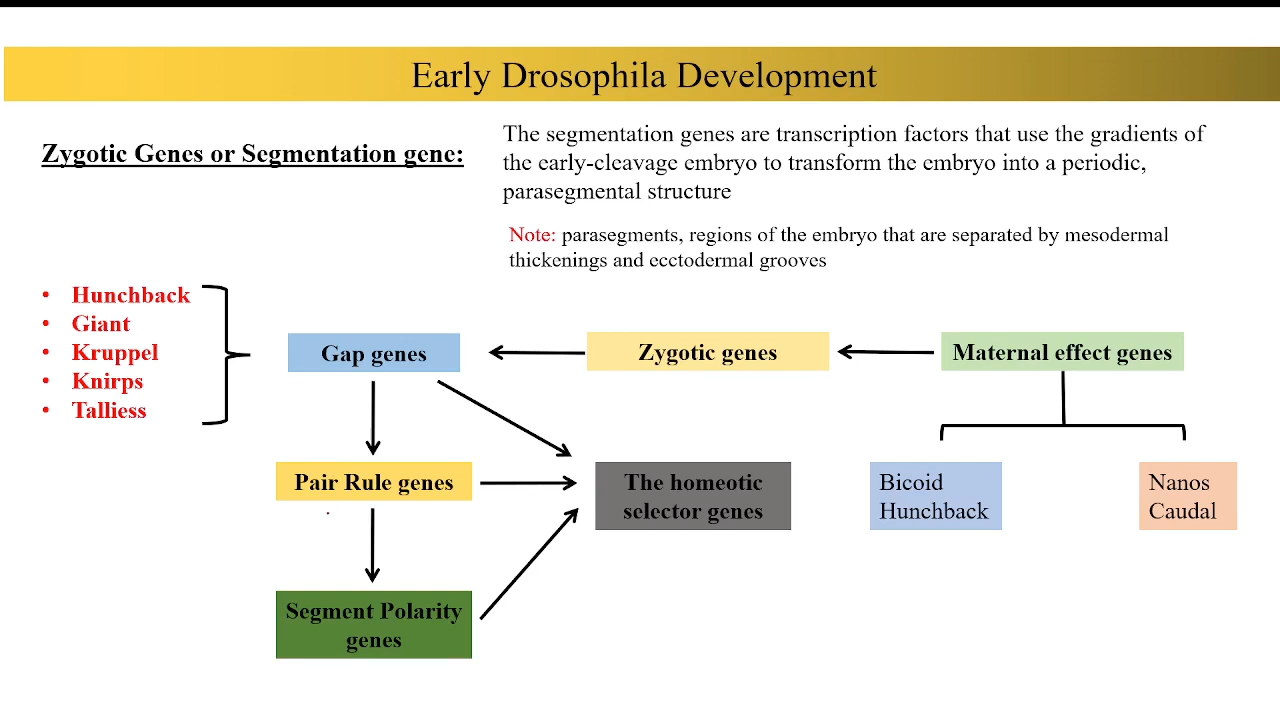 Early Drosophila Development
Zygotic Genes or Segmentation gene:
The segmentation genes are transcription factors that use the gradients of
the early-cleavage embryo to transform the embryo into a periodic,
parasegmental structure
Note: parasegments, regions of the embryo that are separated by mesodermal
thickenings and ecctodermal grooves
• Hunchback
• Giant
• Kruppel
• Knirps
• Talliess
Gap genes
Zygotic genes
Maternal effect genes
Pair Rule genes
The homeotic
selector genes
Bicoid
Hunchback
Nanos
Caudal
Segment Polarity
genes